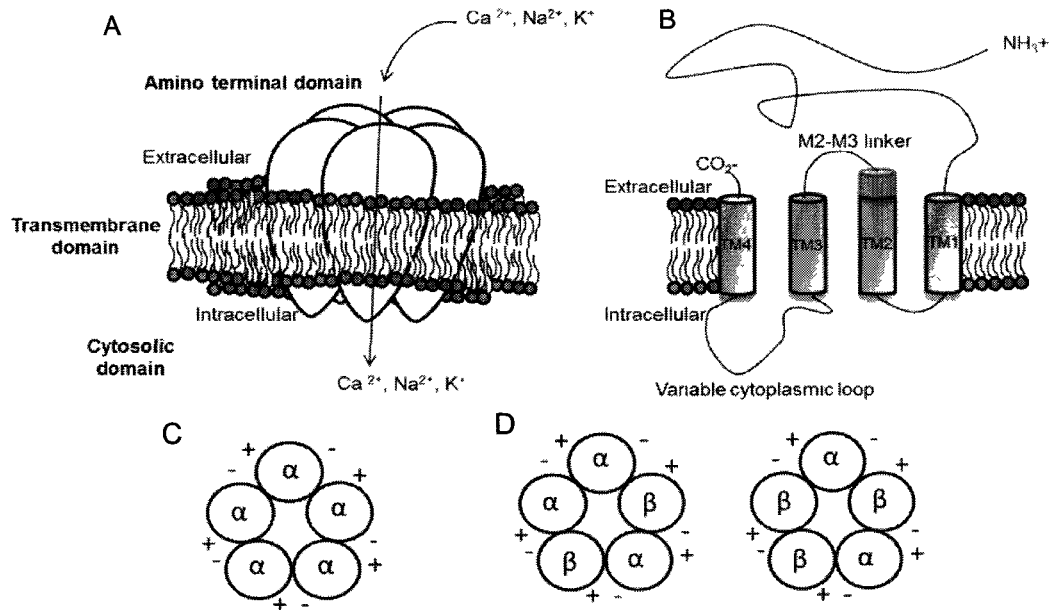 A
Ca ²⁺, Na²⁺, K⁺
Amino terminal domain
Extracellular
Transmembrane
domain
Intracellular
Cytosolic
domain
Ca ²⁺, Na²⁺, K⁺
B
NH₃+
M2-M3 linker
CO₂-
Extracellular
TM4
TM3
TM2
TM1
Intracellular
Variable cytoplasmic loop
C
+ -
- α +
α α
+ -
- α α +
+ -
D
+ -
- α +
α β
+ -
- β α +
+ -
+ -
- α +
β β
+ -
- β α +
+ -